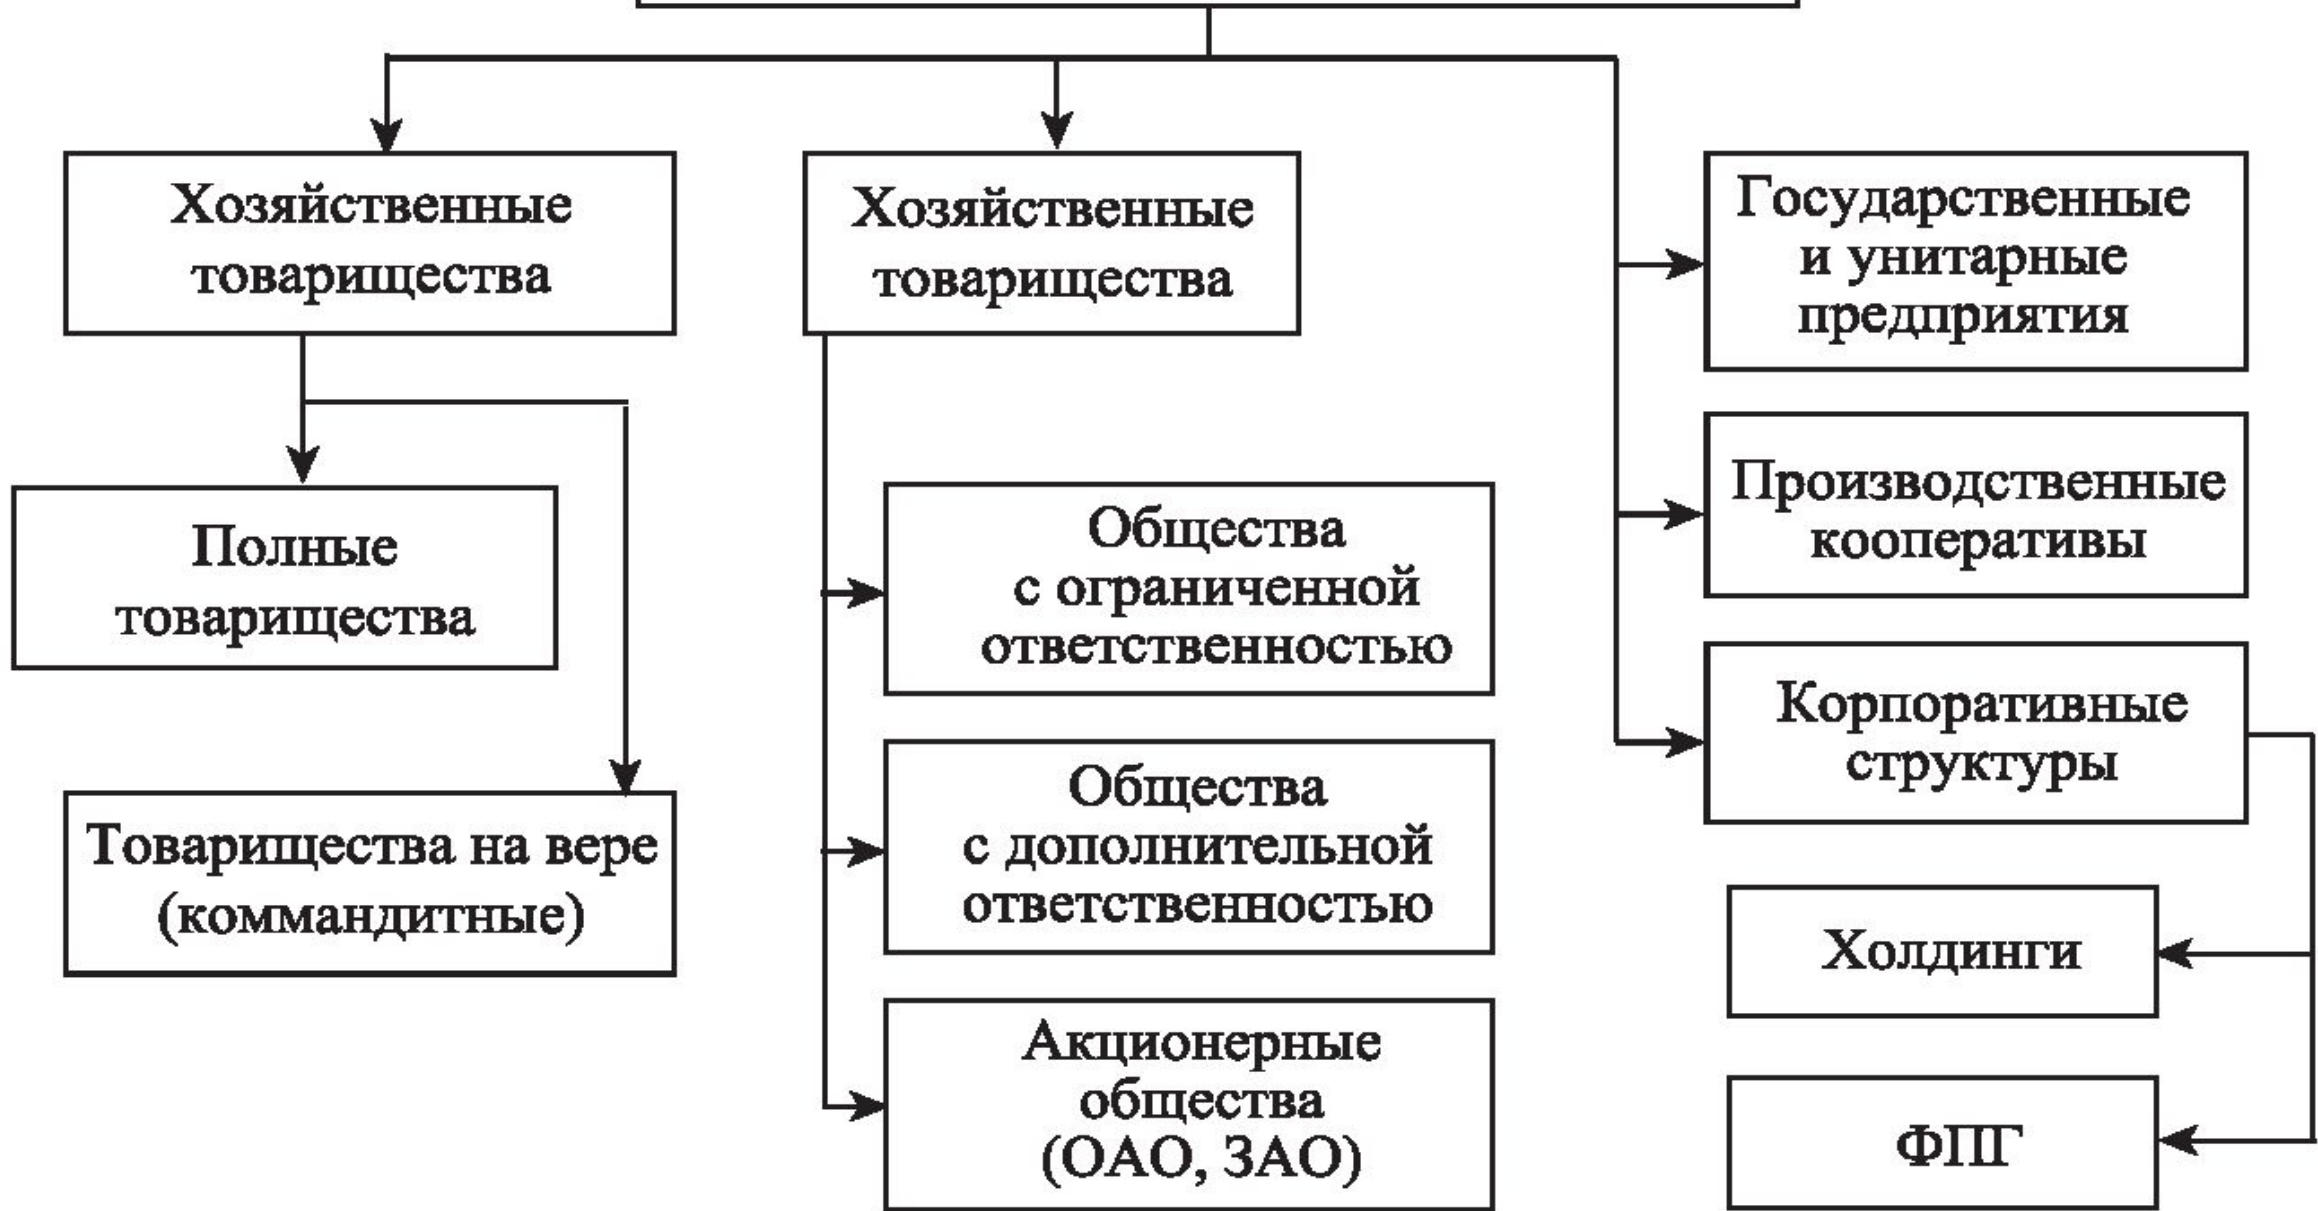 Хозяйственные
товарищества
Полные
товарищества
Товарищества на вере
(коммандитные)
Хозяйственные
товарищества
Общества
с ограниченной
ответственностью
Общества
с дополнительной
ответственностью
Акционерные
общества
(ОАО, ЗАО)
Государственные
и унитарные
предприятия
Производственные
кооперативы
Корпоративные
структуры
Холдинги
ФПГ